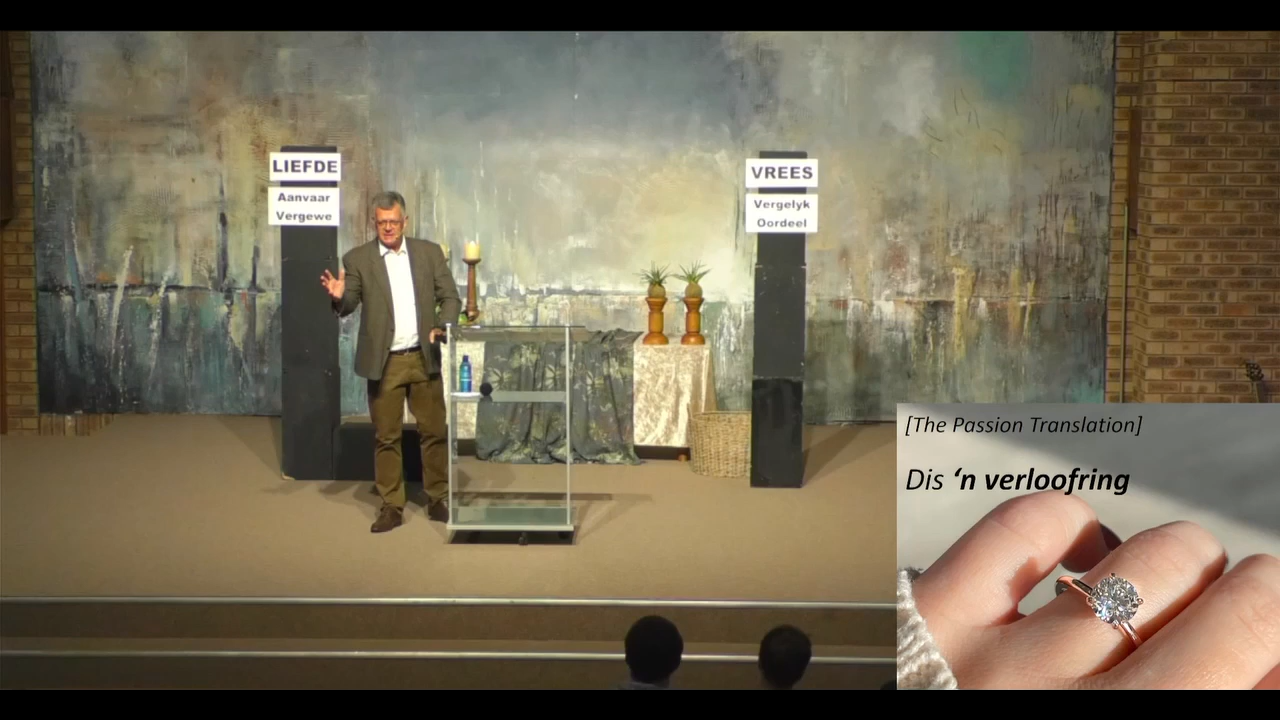 LIEFDE
Aanvaar
Vergewe
VREES
Vergelyk
Oordeel
[The Passion Translation]
Dis ‘n verloofring